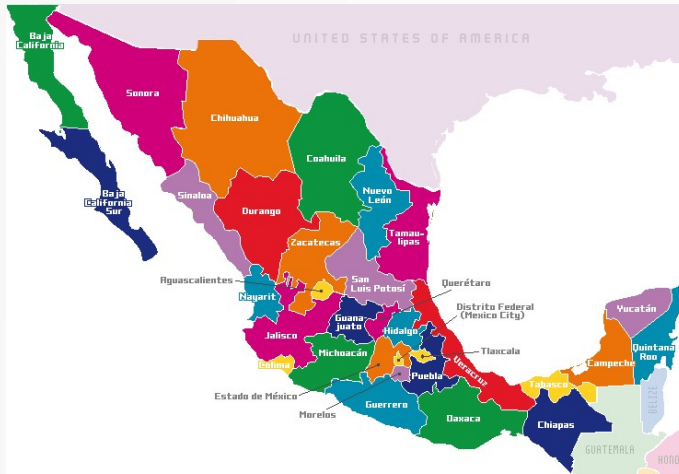 Baja
California
UNITED STATES OF AMERICA
Sonora
Chihuahua
Coahuila
Baja
California
Sur
Sinaloa
Durango
Nuevo
León
Tamau-
lipas
Zacatecas
San
Luis Potosí
Aguascalientes
Querétaro
Nayarit
Distrito Federal
(Mexico City)
Guana-
juato
Hidalgo
Yucatán
Jalisco
Michoacán
Tlaxcala
Quintana
Roo
Colima
Puebla
Veracruz
Campeche
Tabasco
Estado de México
Morelos
Guerrero
Oaxaca
Chiapas
BELIZE
GUATEMALA
HOND